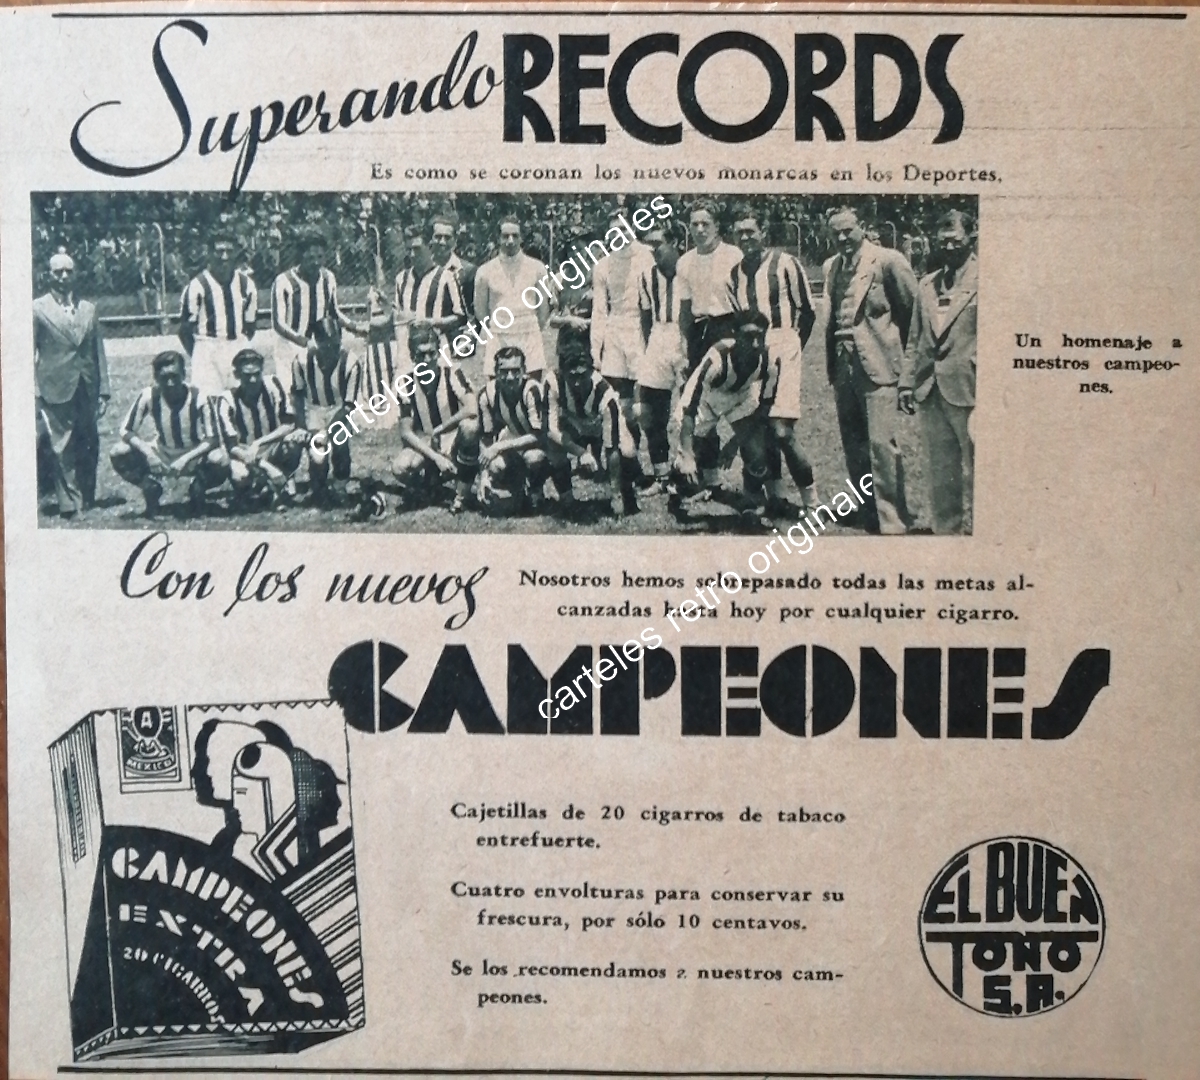 Superando RECORDS
Es como se coronan los nuevos monarcas en los Deportes,
Un homenaje a
nuestros campeo-
nes.
carteles retro originales
Con los nuevos
Nosotros hemos sobrepasado todas las metas al-
canzadas hasta hoy por cualquier cigarro.
carteles retro originale
CAMPEONES
A
MEXICO
CAMPEONES
EXTRA
20 CIGARROS
Cajetillas de 20 cigarros de tabaco
entrefuerte.
Cuatro envolturas para conservar su
frescura, por sólo 10 centavos.
Se los recomendamos a nuestros cam-
peones.
EL BUEN
TONO
S.A.